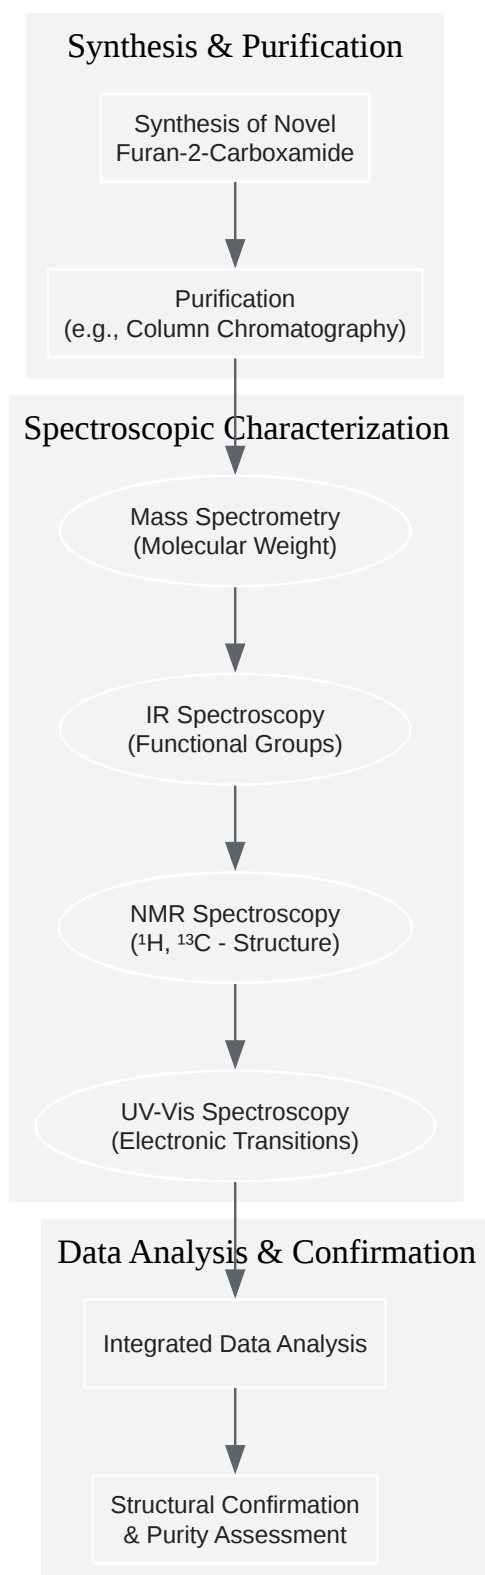 Synthesis & Purification
Synthesis of Novel
Furan-2-Carboxamide
Purification
(e.g., Column Chromatography)
Spectroscopic Characterization
Mass Spectrometry
(Molecular Weight)
IR Spectroscopy
(Functional Groups)
NMR Spectroscopy
(¹H, ¹³C - Structure)
UV-Vis Spectroscopy
(Electronic Transitions)
Data Analysis & Confirmation
Integrated Data Analysis
Structural Confirmation
& Purity Assessment